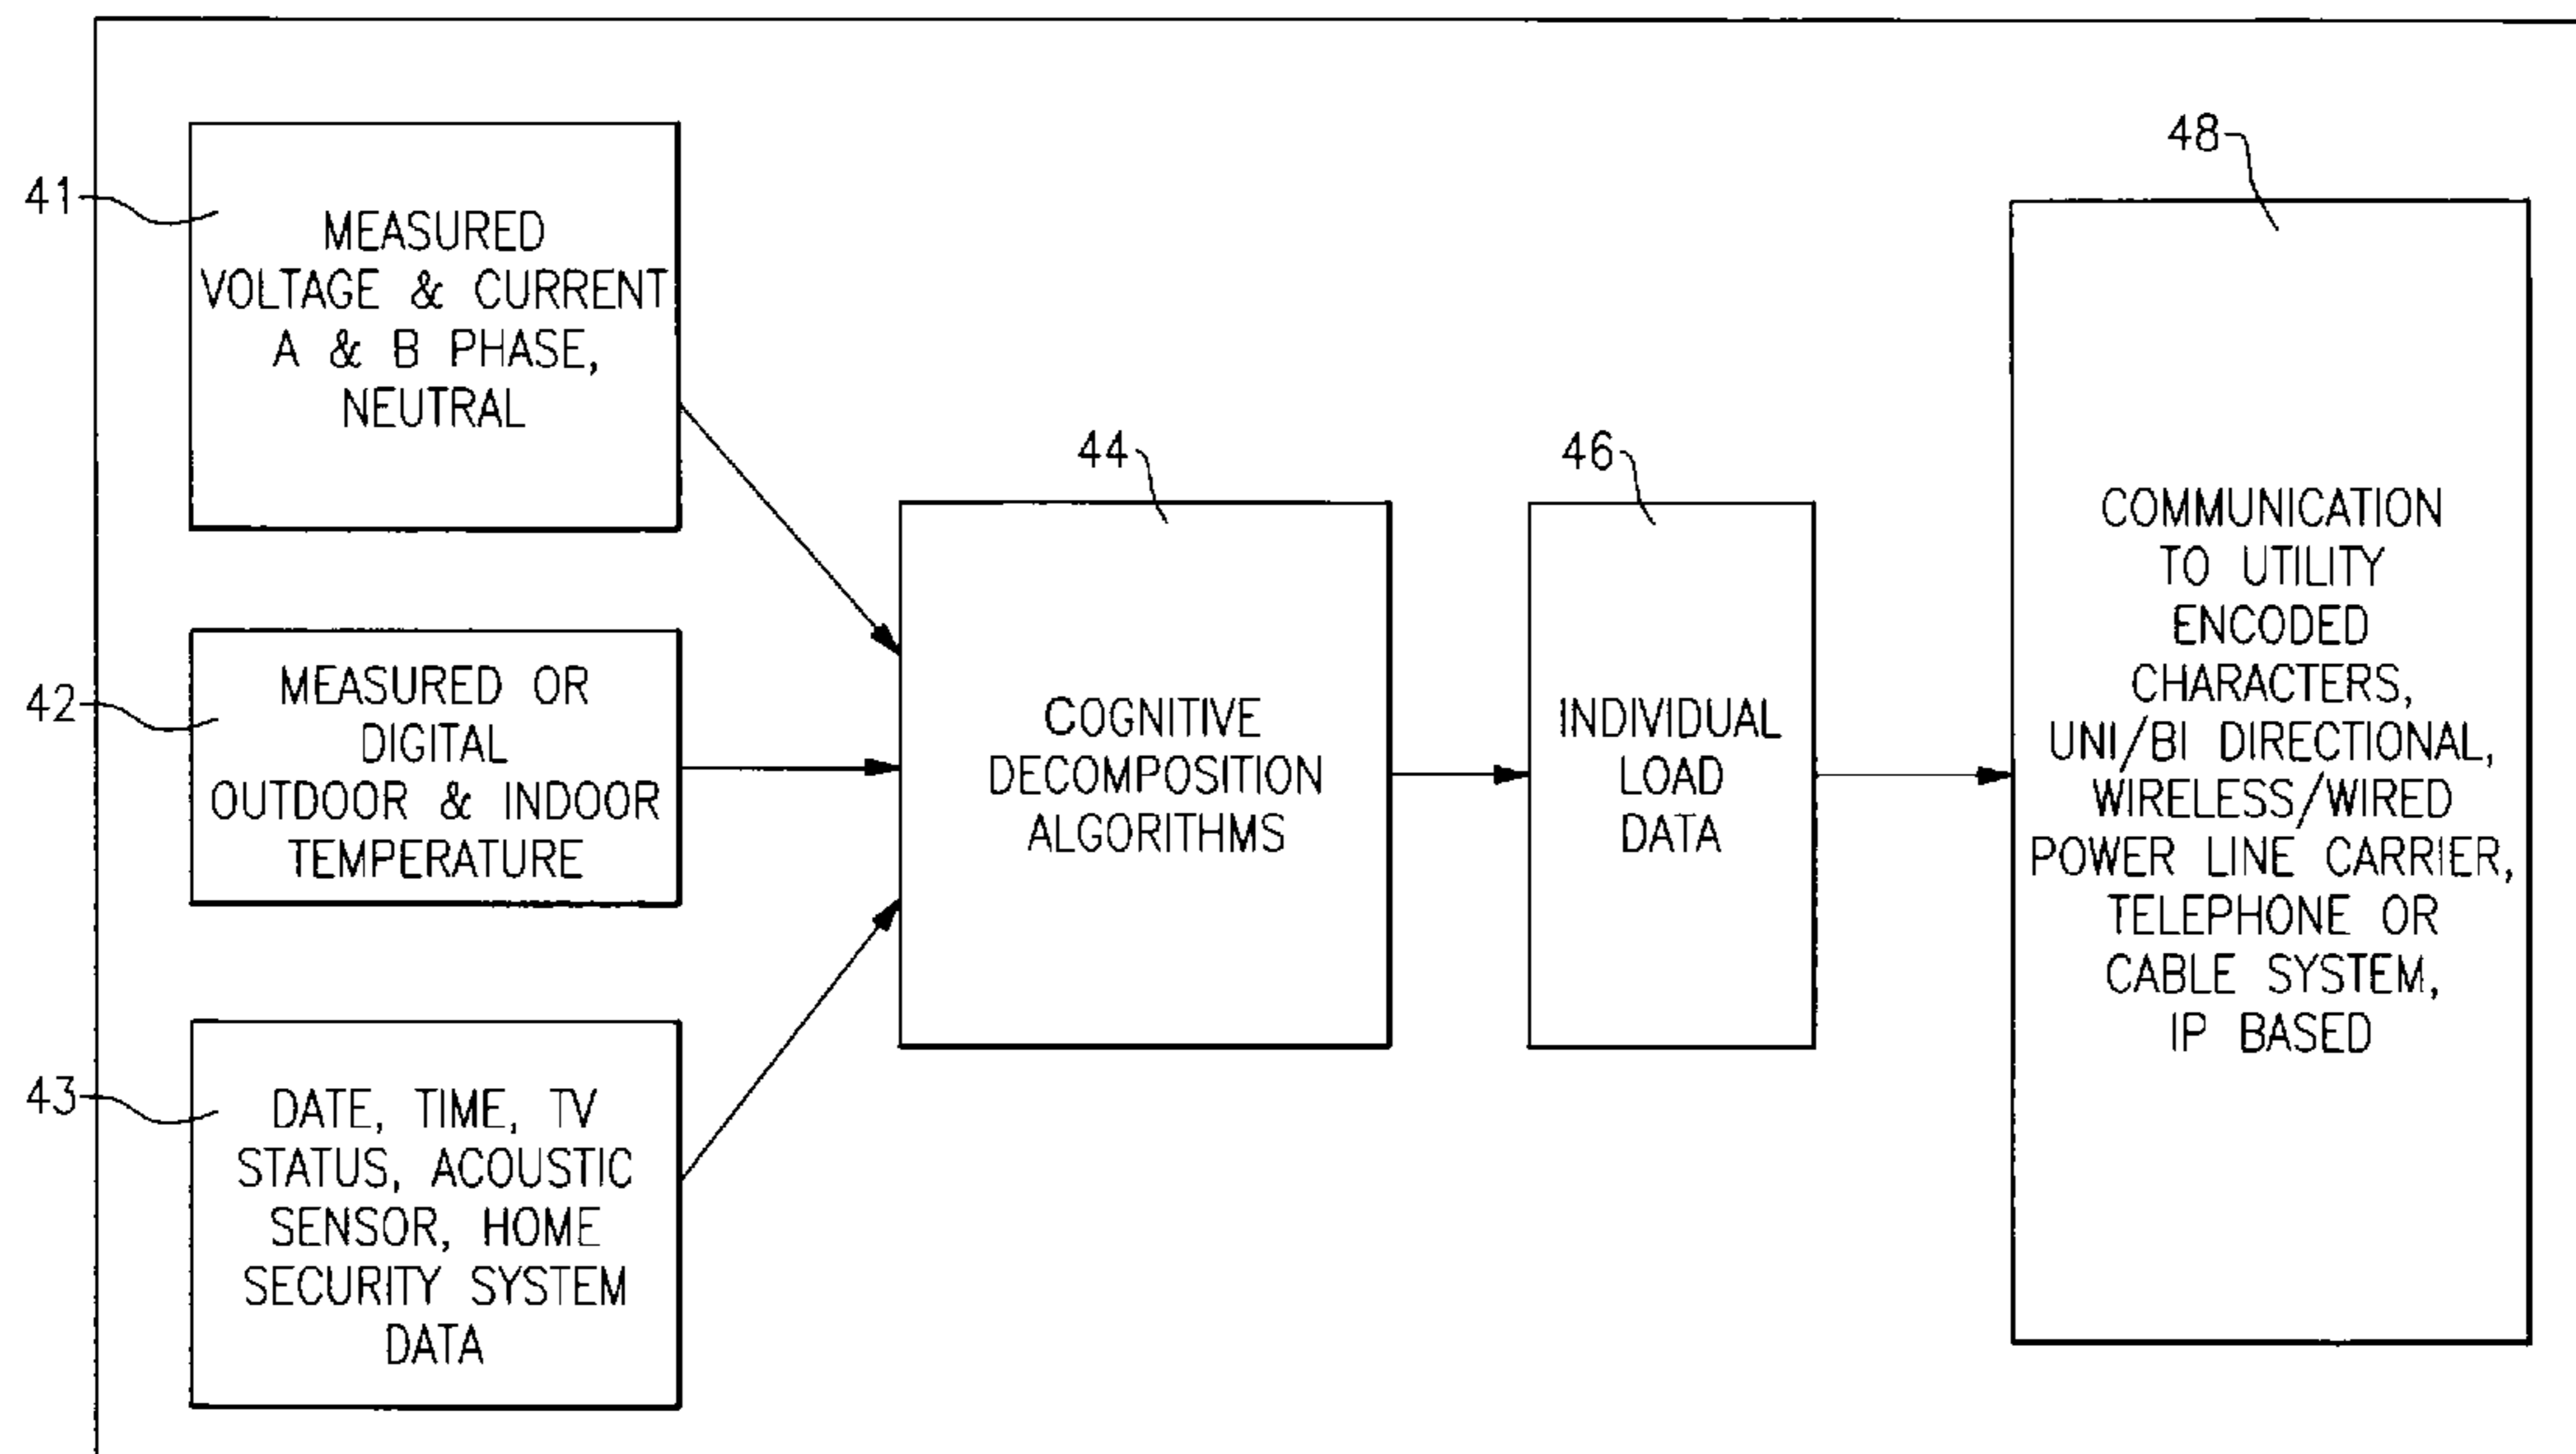 41
MEASURED
VOLTAGE & CURRENT
A & B PHASE,
NEUTRAL
42
MEASURED OR
DIGITAL
OUTDOOR & INDOOR
TEMPERATURE
43
DATE, TIME, TV
STATUS, ACOUSTIC
SENSOR, HOME
SECURITY SYSTEM
DATA
44
COGNITIVE
DECOMPOSITION
ALGORITHMS
46
INDIVIDUAL
LOAD
DATA
48
COMMUNICATION
TO UTILITY
ENCODED
CHARACTERS,
UNI/BI DIRECTIONAL,
WIRELESS/WIRED
POWER LINE CARRIER,
TELEPHONE OR
CABLE SYSTEM,
IP BASED